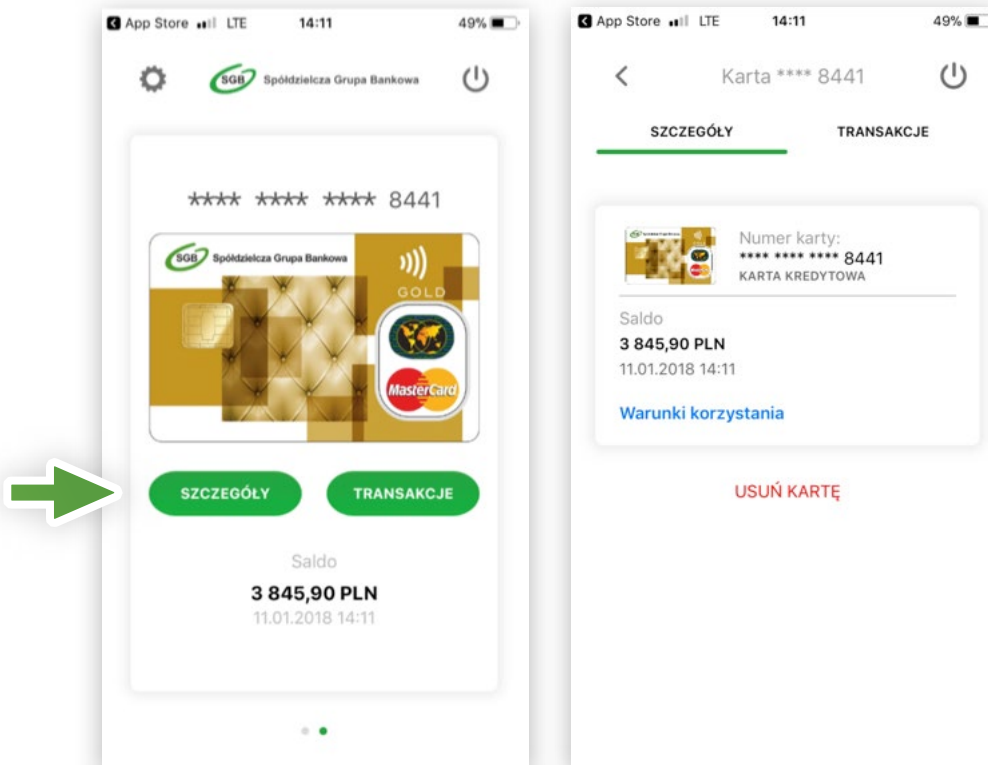 App Store LTE 14:11 49%
SGB Spółdzielcza Grupa Bankowa
**** **** **** 8441
SGB Spółdzielcza Grupa Bankowa
GOLD
MasterCard
SZCZEGÓŁY TRANSAKCJE
Saldo
3 845,90 PLN
11.01.2018 14:11
App Store LTE 14:11 49%
Karta **** 8441
SZCZEGÓŁY TRANSAKCJE
Numer karty:
**** **** **** 8441
KARTA KREDYTOWA
Saldo
3 845,90 PLN
11.01.2018 14:11
Warunki korzystania
USUŃ KARTĘ